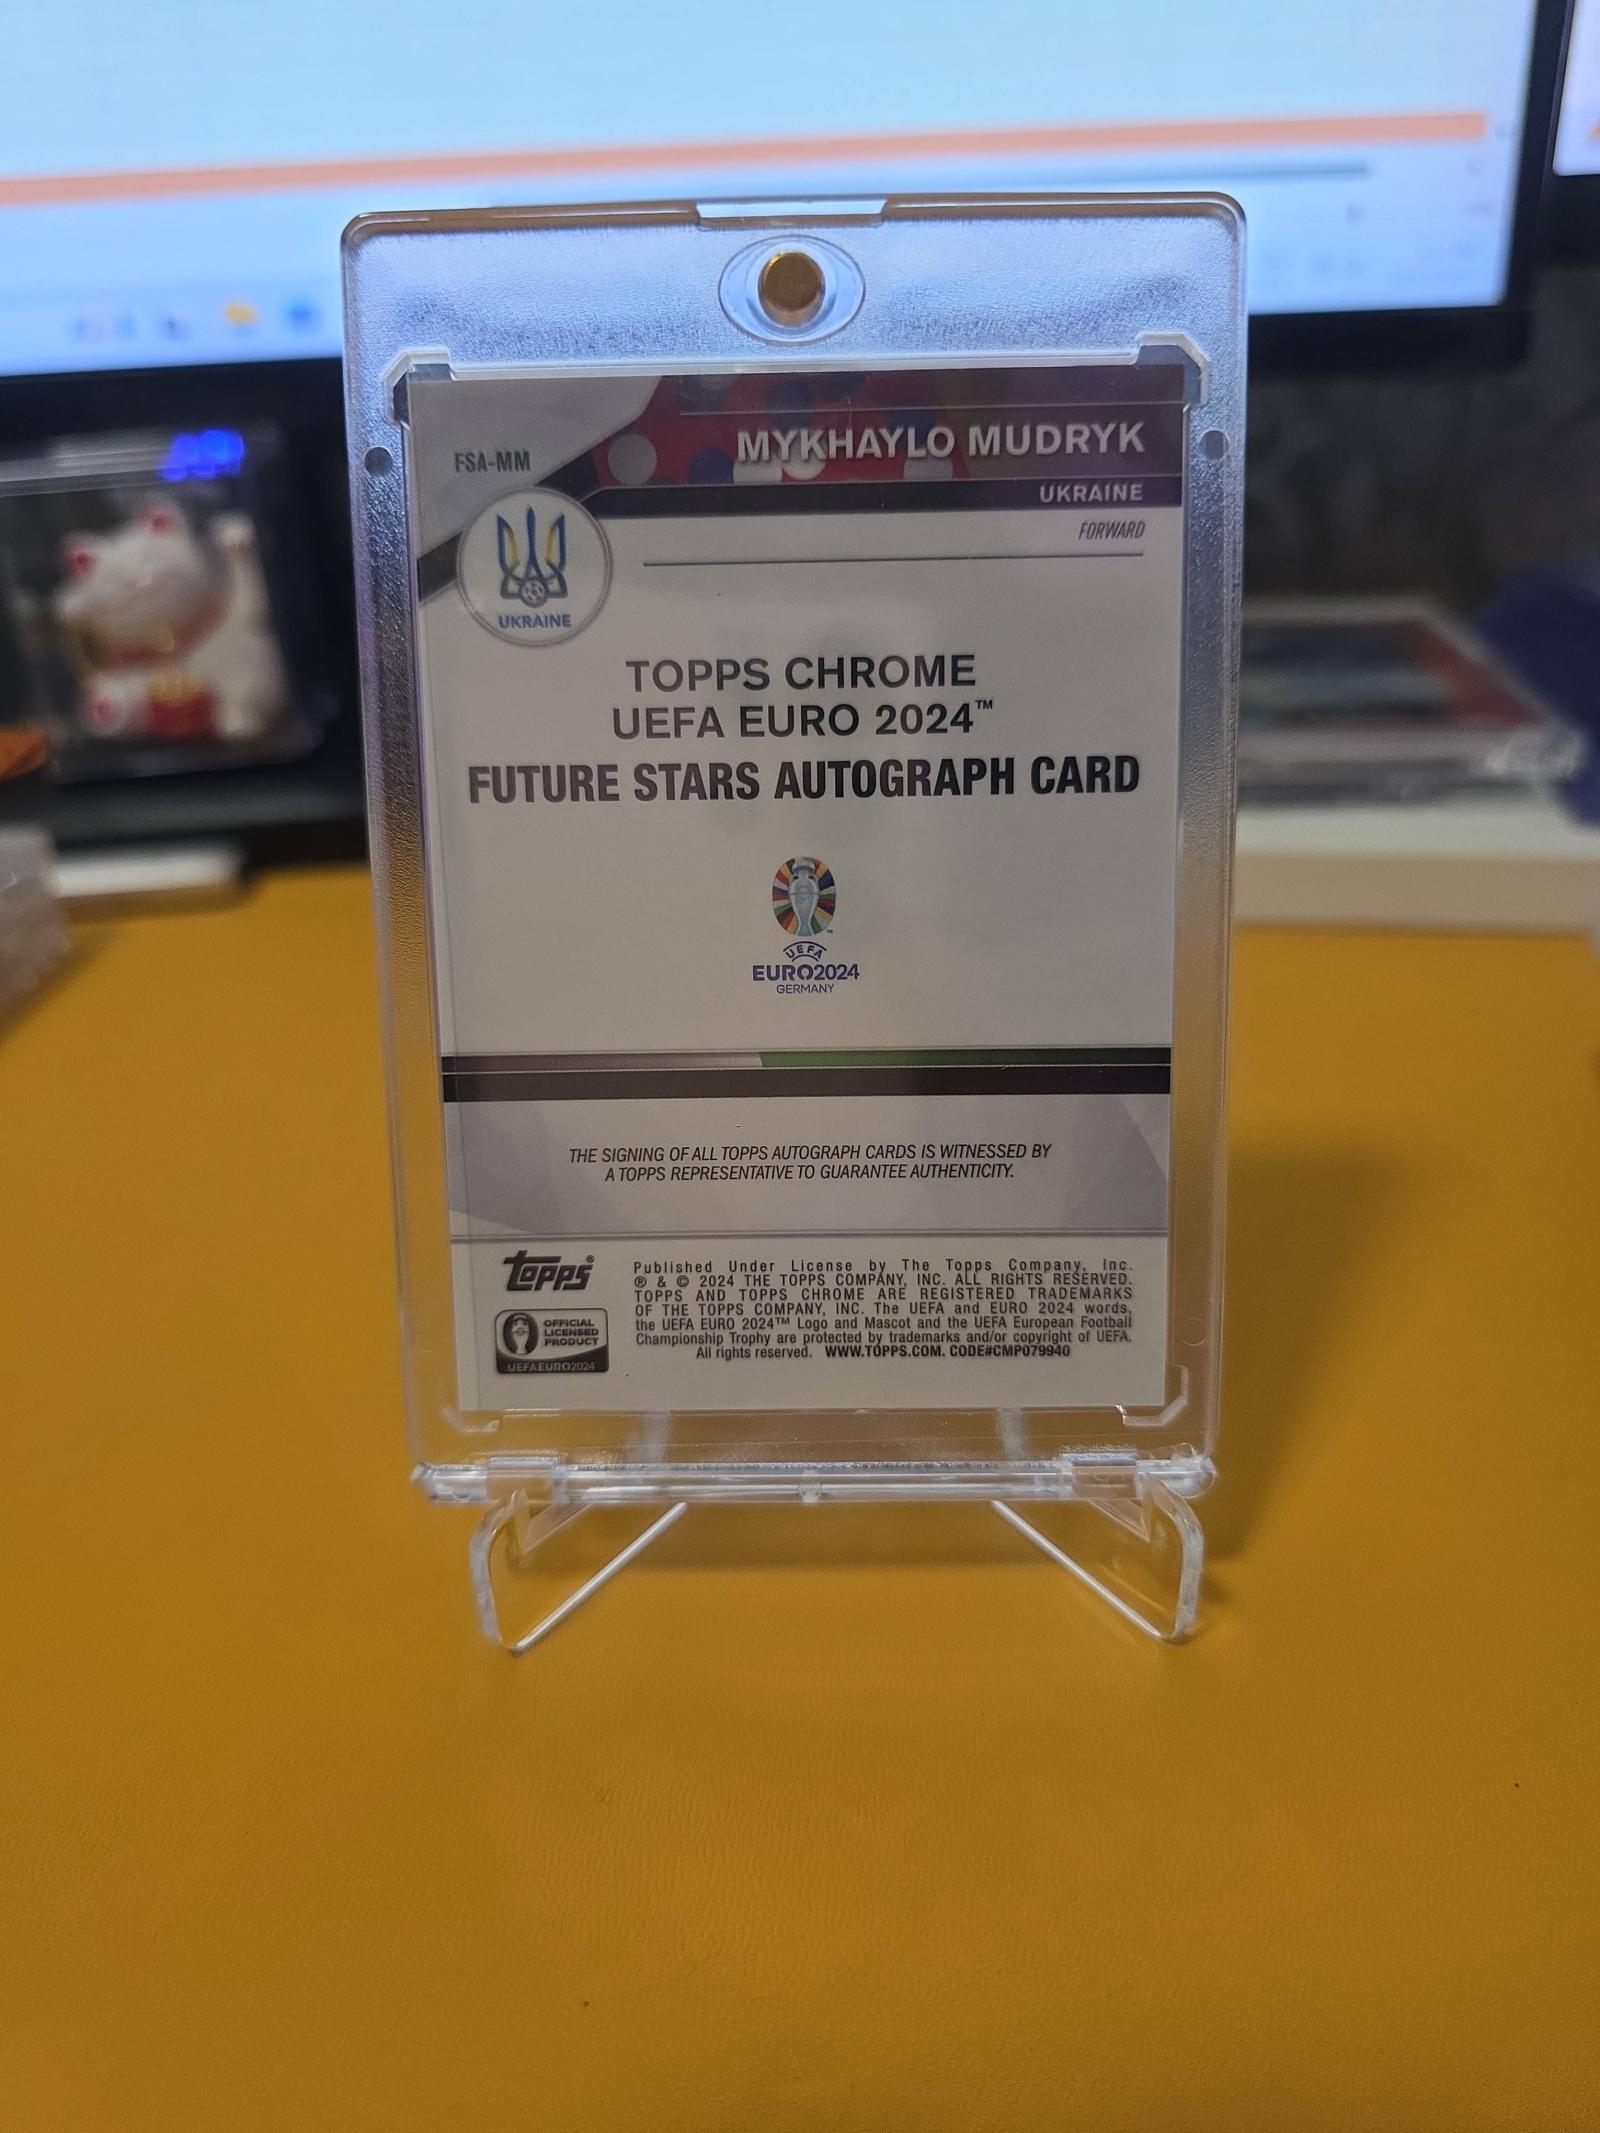 FSA-MM
MYKHAYLO MUDRYK
UKRAINE
FORWARD
UKRAINE
TOPPS CHROME
UEFA EURO 2024™
FUTURE STARS AUTOGRAPH CARD
UEFA
EURO2024
GERMANY
THE SIGNING OF ALL TOPPS AUTOGRAPH CARDS IS WITNESSED BY
A TOPPS REPRESENTATIVE TO GUARANTEE AUTHENTICITY.
topps®
OFFICIAL
LICENSED
PRODUCT
UEFAEURO2024
Published Under License by The Topps Company, Inc.
® & © 2024 THE TOPPS COMPANY, INC. ALL RIGHTS RESERVED.
TOPPS AND TOPPS CHROME ARE REGISTERED TRADEMARKS
OF THE TOPPS COMPANY, INC. The UEFA and EURO 2024 words,
the UEFA EURO 2024™ Logo and Mascot and the UEFA European Football
Championship Trophy are protected by trademarks and/or copyright of UEFA.
All rights reserved. WWW.TOPPS.COM. CODE#CMP079940